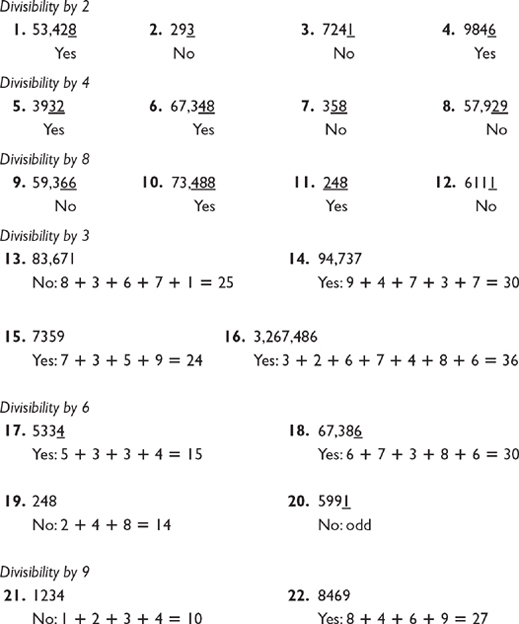 Divisibility by 2
1. 53,428 2. 293 3. 7241 4. 9846
Yes No No Yes
Divisibility by 4
5. 3932 6. 67,348 7. 358 8. 57,929
Yes Yes No No
Divisibility by 8
9. 59,366 10. 73,488 11. 248 12. 6111
No Yes Yes No
Divisibility by 3
13. 83,671 14. 94,737
No: 8 + 3 + 6 + 7 + 1 = 25 Yes: 9 + 4 + 7 + 3 + 7 = 30
15. 7359 16. 3,267,486
Yes: 7 + 3 + 5 + 9 = 24 Yes: 3 + 2 + 6 + 7 + 4 + 8 + 6 = 36
Divisibility by 6
17. 5334 18. 67,386
Yes: 5 + 3 + 3 + 4 = 15 Yes: 6 + 7 + 3 + 8 + 6 = 30
19. 248 20. 5991
No: 2 + 4 + 8 = 14 No: odd
Divisibility by 9
21. 1234 22. 8469
No: 1 + 2 + 3 + 4 = 10 Yes: 8 + 4 + 6 + 9 = 27